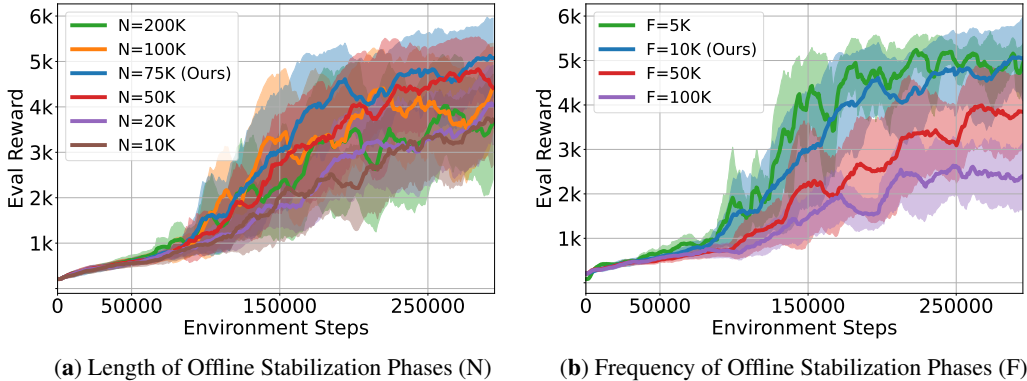 6k
5k
4k
3k
2k
1k
Eval Reward
N=200K
N=100K
N=75K (Ours)
N=50K
N=20K
N=10K
0
50000
150000
250000
Environment Steps
(a) Length of Offline Stabilization Phases (N)
6k
5k
4k
3k
2k
1k
Eval Reward
F=5K
F=10K (Ours)
F=50K
F=100K
0
50000
150000
250000
Environment Steps
(b) Frequency of Offline Stabilization Phases (F)